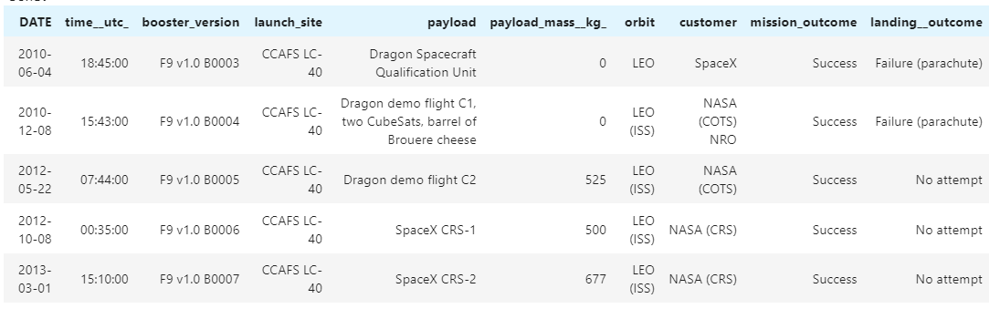 DATE time__utc_ booster_version launch_site payload payload_mass__kg_ orbit customer mission_outcome landing__outcome
2010-
06-04 18:45:00 F9 v1.0 B0003 CCAFS LC-
40 Dragon Spacecraft
Qualification Unit 0 LEO SpaceX Success Failure (parachute)
2010-
12-08 15:43:00 F9 v1.0 B0004 CCAFS LC-
40 Dragon demo flight C1,
two CubeSats, barrel of
Brouere cheese 0 LEO
(ISS) NASA
(COTS)
NRO Success Failure (parachute)
2012-
05-22 07:44:00 F9 v1.0 B0005 CCAFS LC-
40 Dragon demo flight C2 525 LEO
(ISS) NASA
(COTS) Success No attempt
2012-
10-08 00:35:00 F9 v1.0 B0006 CCAFS LC-
40 SpaceX CRS-1 500 LEO
(ISS) NASA (CRS) Success No attempt
2013-
03-01 15:10:00 F9 v1.0 B0007 CCAFS LC-
40 SpaceX CRS-2 677 LEO
(ISS) NASA (CRS) Success No attempt